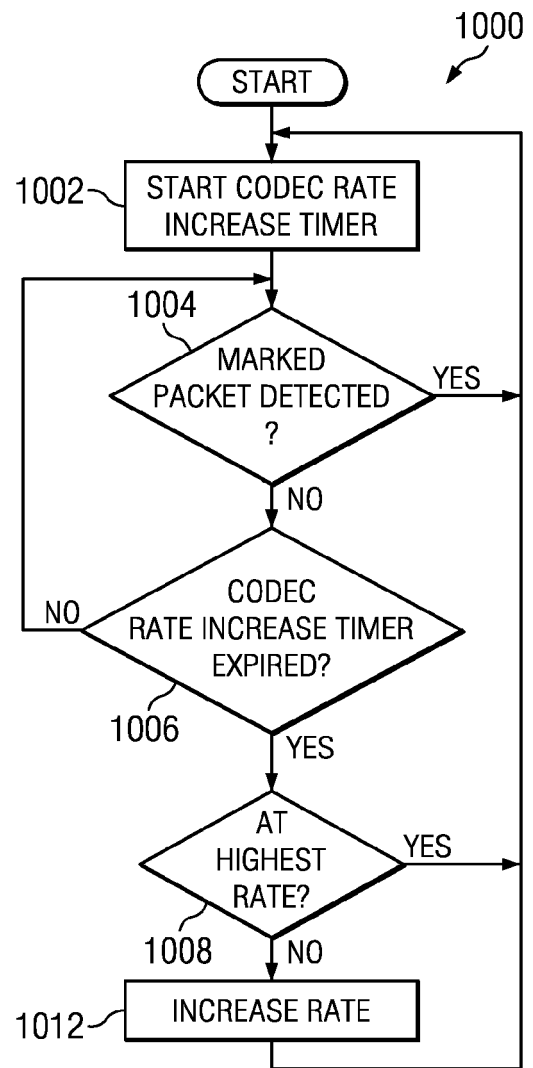 1000
START
1002
START CODEC RATE
INCREASE TIMER
1004
MARKED
PACKET DETECTED
?
YES
NO
CODEC
RATE INCREASE TIMER
EXPIRED?
NO
1006
YES
AT
HIGHEST
RATE?
YES
1008
NO
INCREASE RATE
1012